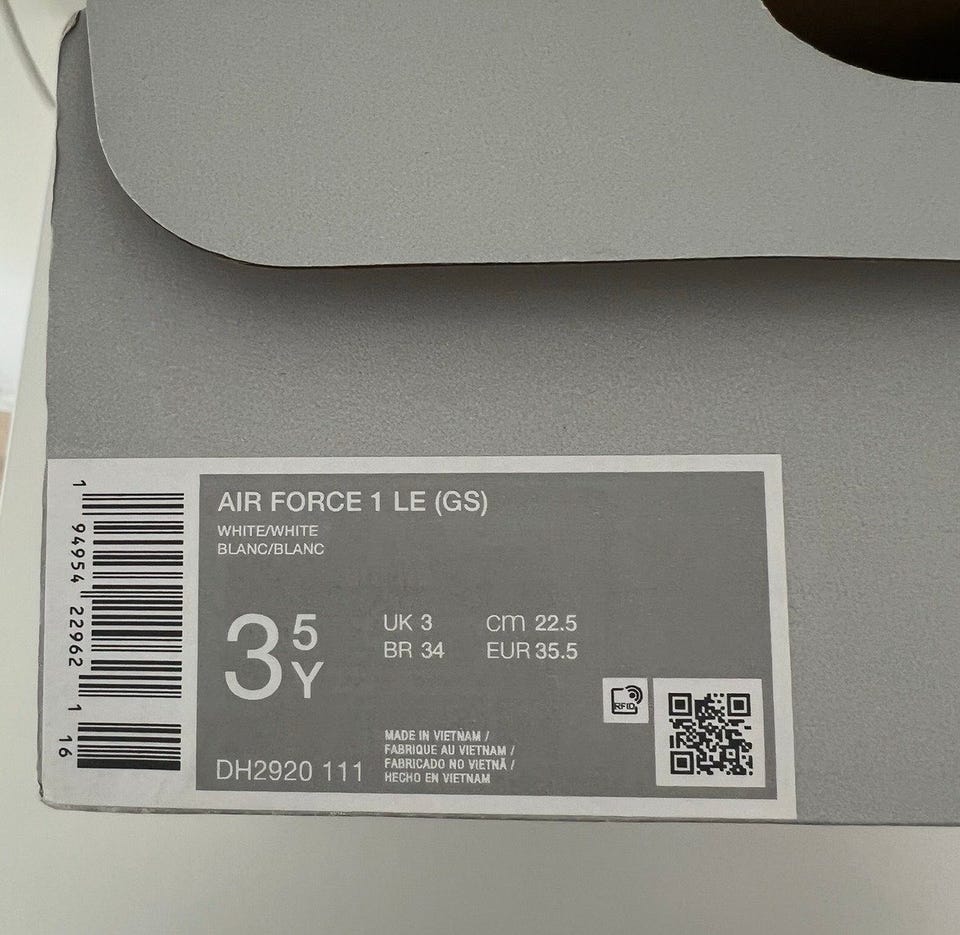 1 94954 22962 1 16
AIR FORCE 1 LE (GS)
WHITE/WHITE
BLANC/BLANC
3 5 Y
UK 3 cm 22.5
BR 34 EUR 35.5
RFID
DH2920 111
MADE IN VIETNAM /
FABRIQUE AU VIETNAM /
FABRICADO NO VIETNÃ /
HECHO EN VIETNAM